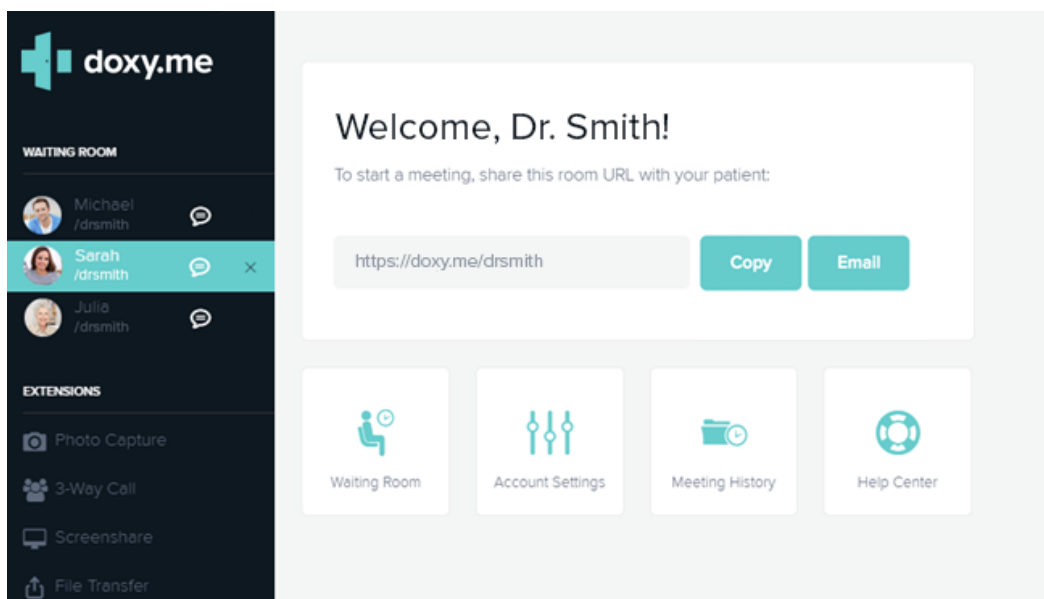 doxy.me
WAITING ROOM
Michael
/drsmith
Sarah
/drsmith
Julia
/drsmith
EXTENSIONS
Photo Capture
3-Way Call
Screenshare
File Transfer
Welcome, Dr. Smith!
To start a meeting, share this room URL with your patient:
https://doxy.me/drsmith Copy Email
Waiting Room Account Settings Meeting History Help Center